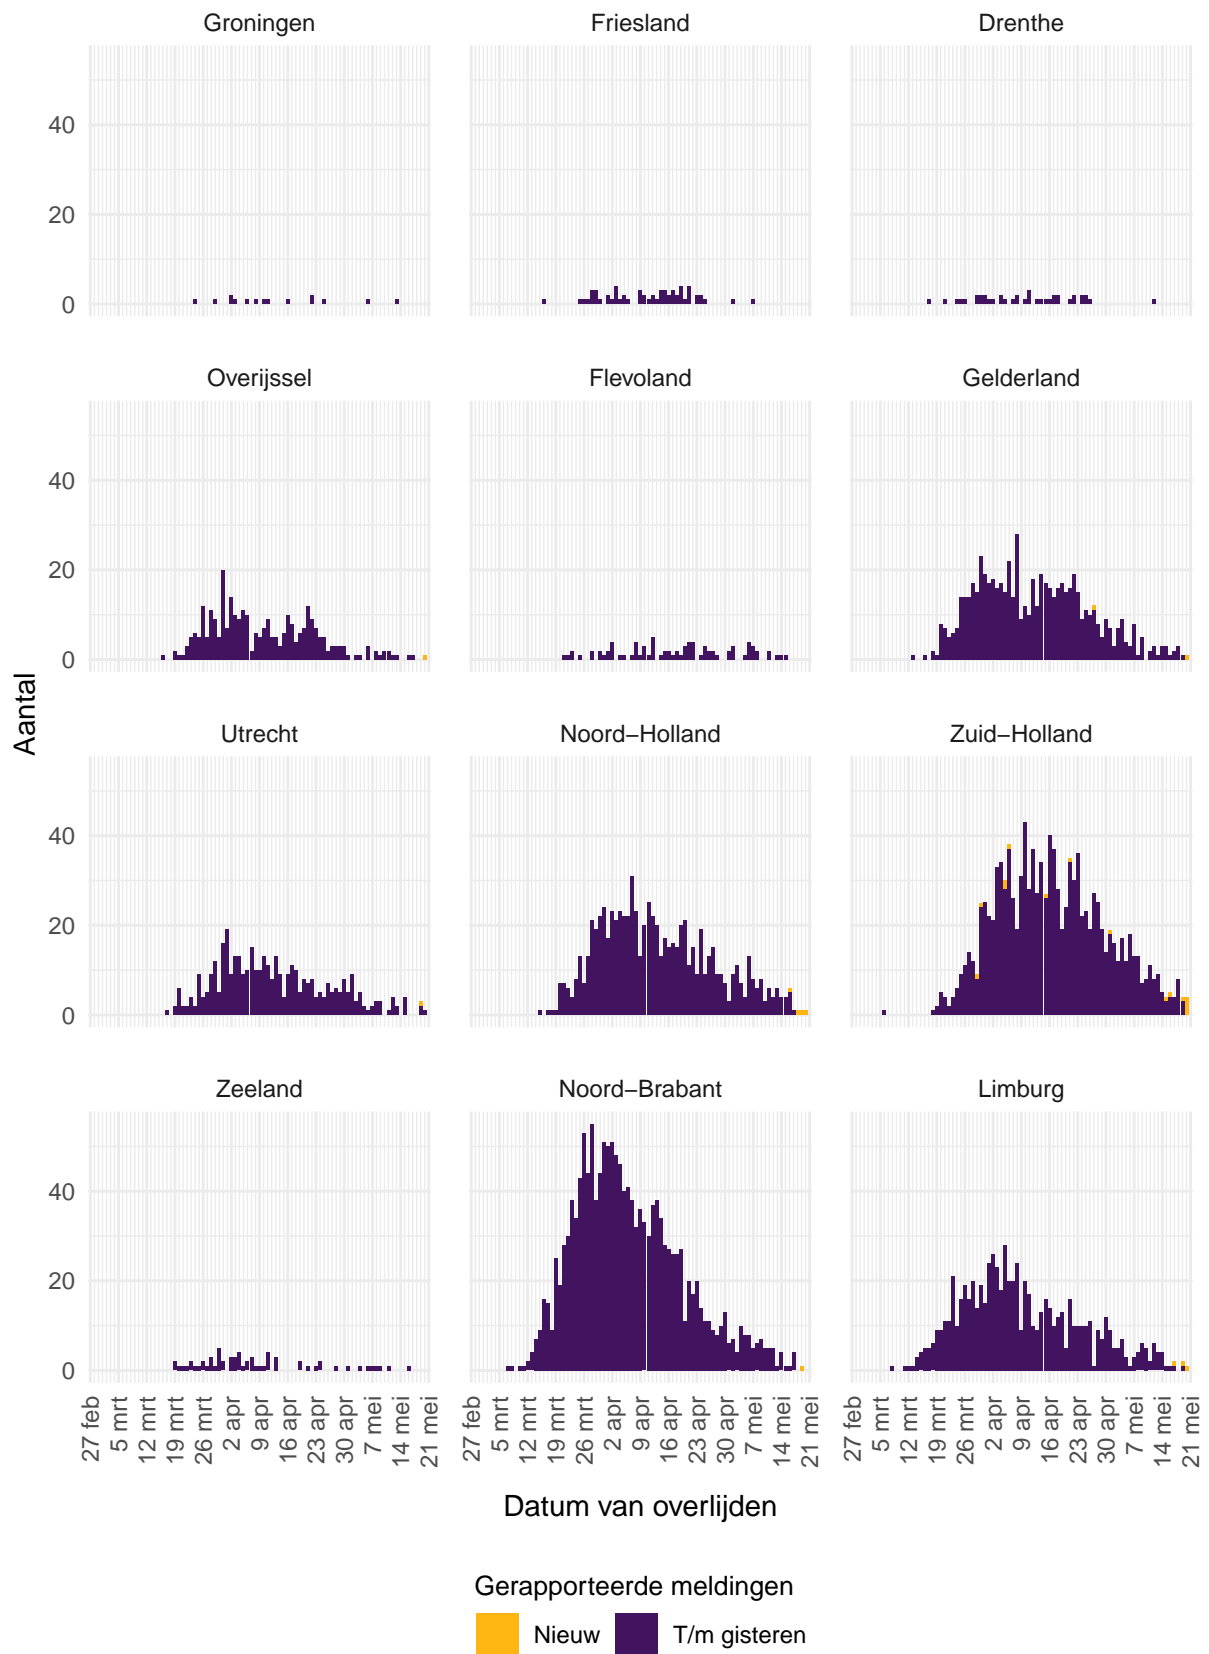 Groningen
Friesland
Drenthe
40
20
0
Overijssel
Flevoland
Gelderland
40
20
0
Utrecht
Noord−Holland
Zuid−Holland
40
20
0
Zeeland
Noord−Brabant
Limburg
40
20
0
Aantal
27 feb
5 mrt
12 mrt
19 mrt
26 mrt
2 apr
9 apr
16 apr
23 apr
30 apr
7 mei
14 mei
21 mei
27 feb
5 mrt
12 mrt
19 mrt
26 mrt
2 apr
9 apr
16 apr
23 apr
30 apr
7 mei
14 mei
21 mei
27 feb
5 mrt
12 mrt
19 mrt
26 mrt
2 apr
9 apr
16 apr
23 apr
30 apr
7 mei
14 mei
21 mei
Datum van overlijden
Gerapporteerde meldingen
Nieuw
T/m gisteren